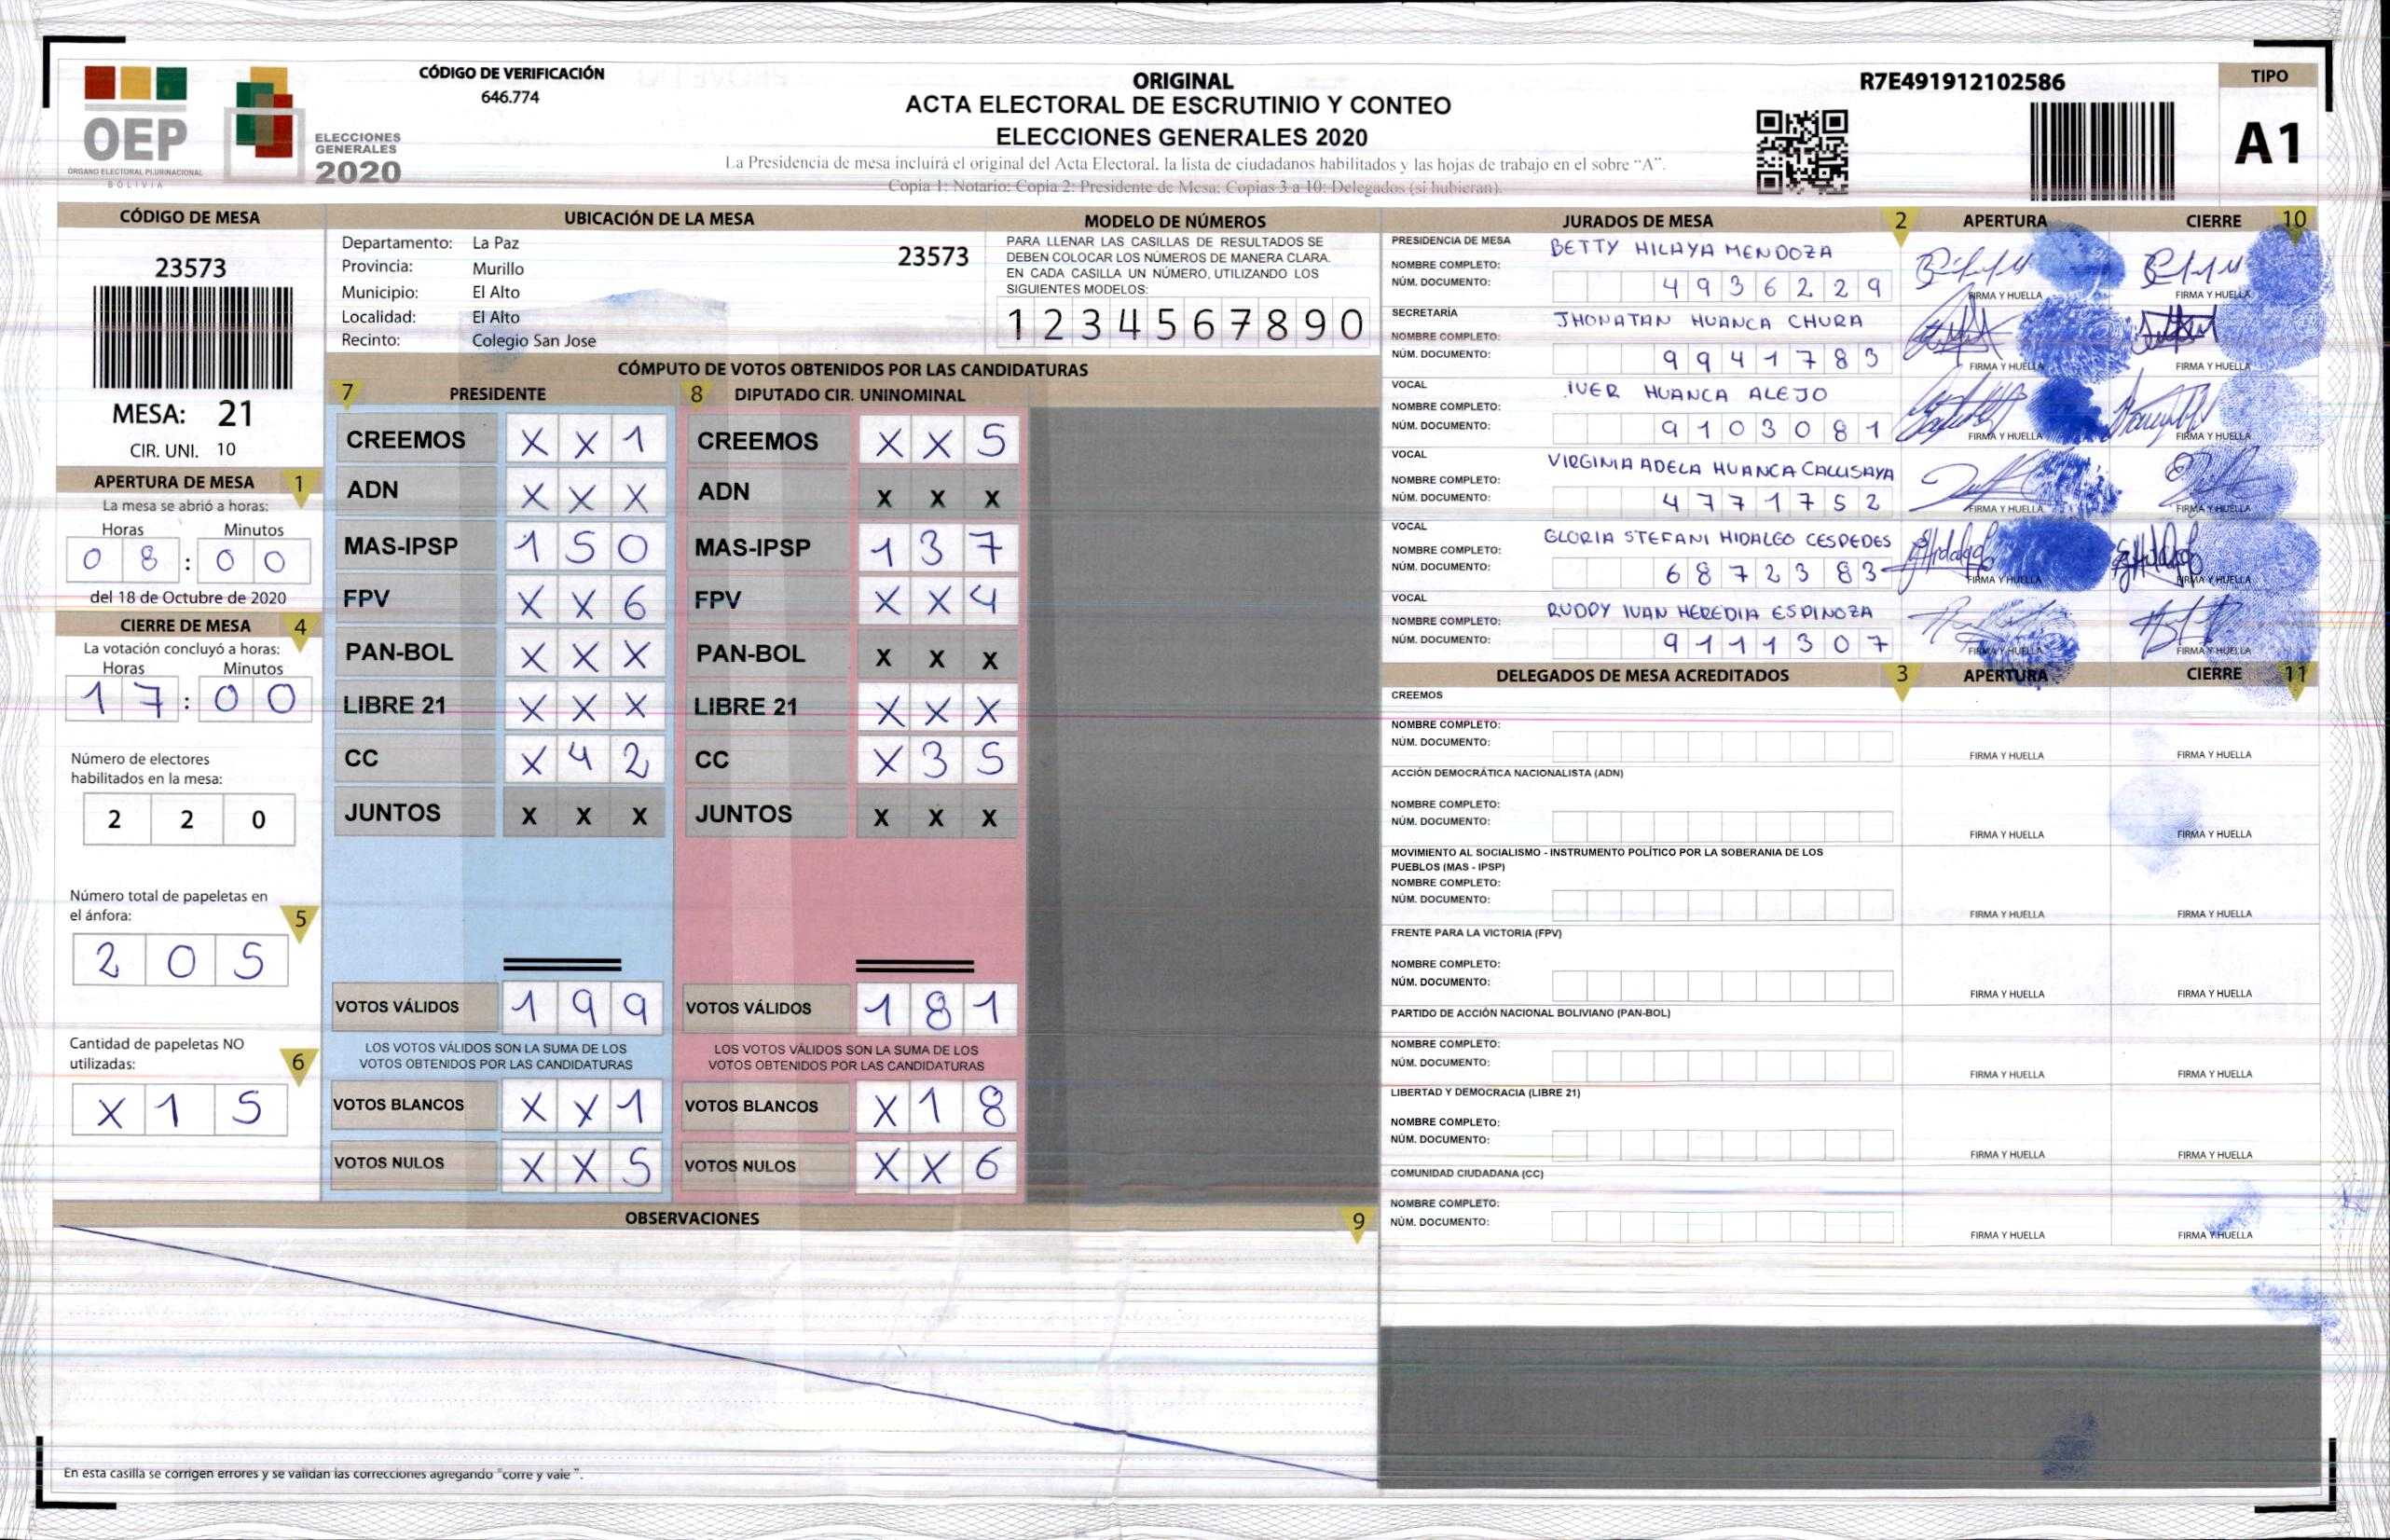 OEP
ÓRGANO ELECTORAL PLURINACIONAL
BOLIVIA
ELECCIONES
GENERALES
2020
CÓDIGO DE VERIFICACIÓN
646.774
ORIGINAL
ACTA ELECTORAL DE ESCRUTINIO Y CONTEO
ELECCIONES GENERALES 2020
La Presidencia de mesa incluirá el original del Acta Electoral, la lista de ciudadanos habilitados y las hojas de trabajo en el sobre “A”.
Copia 1: Notario; Copia 2: Presidente de Mesa; Copias 3 a 10: Delegados (si hubieran).
R7E491912102586
TIPO
A1
CÓDIGO DE MESA
23573
MESA: 21
CIR. UNI. 10
APERTURA DE MESA 1
La mesa se abrió a horas:
Horas Minutos
0 8 : 0 0
del 18 de Octubre de 2020
CIERRE DE MESA 4
La votación concluyó a horas:
Horas Minutos
1 7 : 0 0
Número de electores
habilitados en la mesa:
2 2 0
Número total de papeletas en
el ánfora: 5
2 0 5
Cantidad de papeletas NO
utilizadas: 6
X 1 5
UBICACIÓN DE LA MESA
Departamento: La Paz 23573
Provincia: Murillo
Municipio: El Alto
Localidad: El Alto
Recinto: Colegio San Jose
MODELO DE NÚMEROS
PARA LLENAR LAS CASILLAS DE RESULTADOS SE
DEBEN COLOCAR LOS NÚMEROS DE MANERA CLARA.
EN CADA CASILLA UN NÚMERO, UTILIZANDO LOS
SIGUIENTES MODELOS:
1 2 3 4 5 6 7 8 9 0
CÓMPUTO DE VOTOS OBTENIDOS POR LAS CANDIDATURAS
7 PRESIDENTE
CREEMOS X X 1
ADN X X X
MAS-IPSP 1 5 0
FPV X X 6
PAN-BOL X X X
LIBRE 21 X X X
CC X 4 2
JUNTOS X X X
VOTOS VÁLIDOS 1 9 9
LOS VOTOS VÁLIDOS SON LA SUMA DE LOS
VOTOS OBTENIDOS POR LAS CANDIDATURAS
VOTOS BLANCOS X X 1
VOTOS NULOS X X 5
8 DIPUTADO CIR. UNINOMINAL
CREEMOS X X 5
ADN X X X
MAS-IPSP 1 3 7
FPV X X 4
PAN-BOL X X X
LIBRE 21 X X X
CC X 3 5
JUNTOS X X X
VOTOS VÁLIDOS 1 8 1
LOS VOTOS VÁLIDOS SON LA SUMA DE LOS
VOTOS OBTENIDOS POR LAS CANDIDATURAS
VOTOS BLANCOS X 1 8
VOTOS NULOS X X 6
OBSERVACIONES 9
En esta casilla se corrigen errores y se validan las correcciones agregando "corre y vale ".
JURADOS DE MESA 2 APERTURA CIERRE 10
PRESIDENCIA DE MESA
NOMBRE COMPLETO: BETTY HILAYA MENDOZA
NÚM. DOCUMENTO: 4 9 3 6 2 2 9
FIRMA Y HUELLA FIRMA Y HUELLA
SECRETARÍA
NOMBRE COMPLETO: JHONATAN HUANCA CHURA
NÚM. DOCUMENTO: 9 9 4 1 7 8 3
FIRMA Y HUELLA FIRMA Y HUELLA
VOCAL
NOMBRE COMPLETO: IVER HUANCA ALEJO
NÚM. DOCUMENTO: 9 1 0 3 0 8 1
FIRMA Y HUELLA FIRMA Y HUELLA
VOCAL
NOMBRE COMPLETO: VIRGINIA ADELA HUANCA CALLISAYA
NÚM. DOCUMENTO: 4 7 7 1 7 5 2
FIRMA Y HUELLA FIRMA Y HUELLA
VOCAL
NOMBRE COMPLETO: GLORIA STEFANI HIDALGO CESPEDES
NÚM. DOCUMENTO: 6 8 7 2 3 8 3
FIRMA Y HUELLA FIRMA Y HUELLA
VOCAL
NOMBRE COMPLETO: RUDDY IVAN HEREDIA ESPINOZA
NÚM. DOCUMENTO: 9 1 1 1 3 0 7
FIRMA Y HUELLA FIRMA Y HUELLA
DELEGADOS DE MESA ACREDITADOS 3 APERTURA CIERRE 11
CREEMOS
NOMBRE COMPLETO:
NÚM. DOCUMENTO:
FIRMA Y HUELLA FIRMA Y HUELLA
ACCIÓN DEMOCRÁTICA NACIONALISTA (ADN)
NOMBRE COMPLETO:
NÚM. DOCUMENTO:
FIRMA Y HUELLA FIRMA Y HUELLA
MOVIMIENTO AL SOCIALISMO - INSTRUMENTO POLÍTICO POR LA SOBERANIA DE LOS
PUEBLOS (MAS - IPSP)
NOMBRE COMPLETO:
NÚM. DOCUMENTO:
FIRMA Y HUELLA FIRMA Y HUELLA
FRENTE PARA LA VICTORIA (FPV)
NOMBRE COMPLETO:
NÚM. DOCUMENTO:
FIRMA Y HUELLA FIRMA Y HUELLA
PARTIDO DE ACCIÓN NACIONAL BOLIVIANO (PAN-BOL)
NOMBRE COMPLETO:
NÚM. DOCUMENTO:
FIRMA Y HUELLA FIRMA Y HUELLA
LIBERTAD Y DEMOCRACIA (LIBRE 21)
NOMBRE COMPLETO:
NÚM. DOCUMENTO:
FIRMA Y HUELLA FIRMA Y HUELLA
COMUNIDAD CIUDADANA (CC)
NOMBRE COMPLETO:
NÚM. DOCUMENTO:
FIRMA Y HUELLA FIRMA Y HUELLA